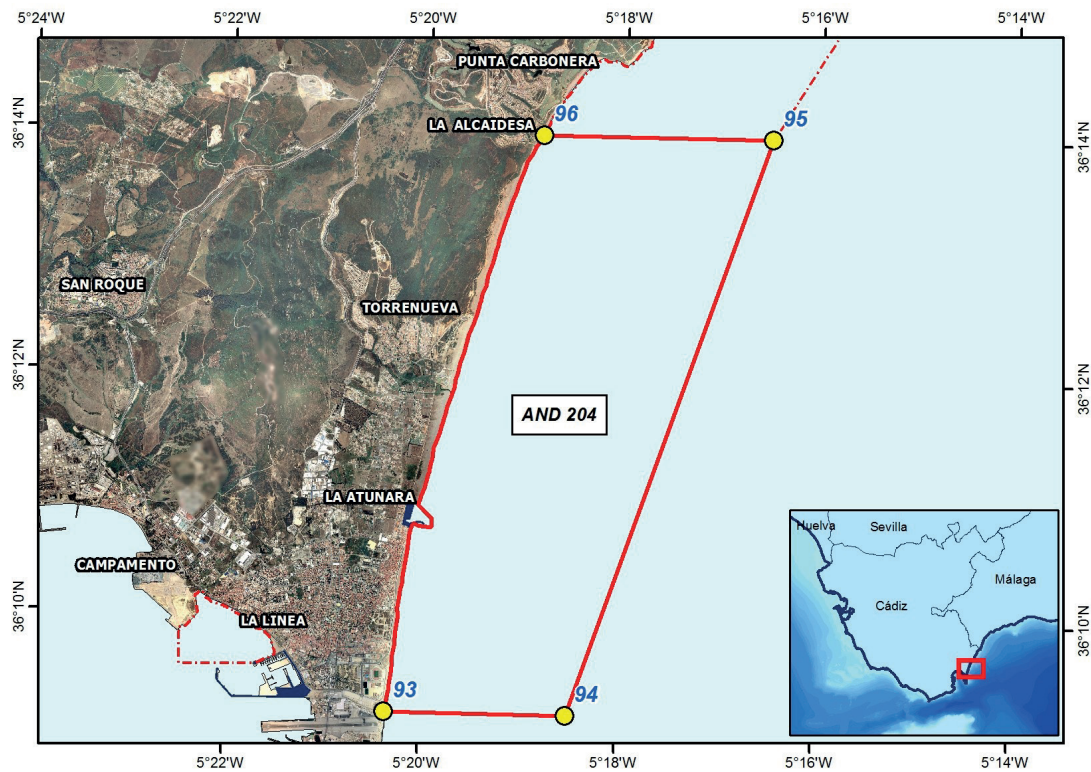 5°24'W
5°22'W
5°20'W
5°18'W
5°16'W
5°14'W
PUNTA CARBONERA
96
95
LA ALCAIDESA
36°14'N
36°14'N
SAN ROQUE
TORRENUEVA
36°12'N
36°12'N
AND 204
LA ATUNARA
Huelva
Sevilla
CAMPAMENTO
Málaga
36°10'N
Cádiz
LA LINEA
36°10'N
93
94
5°22'W
5°20'W
5°18'W
5°16'W
5°14'W